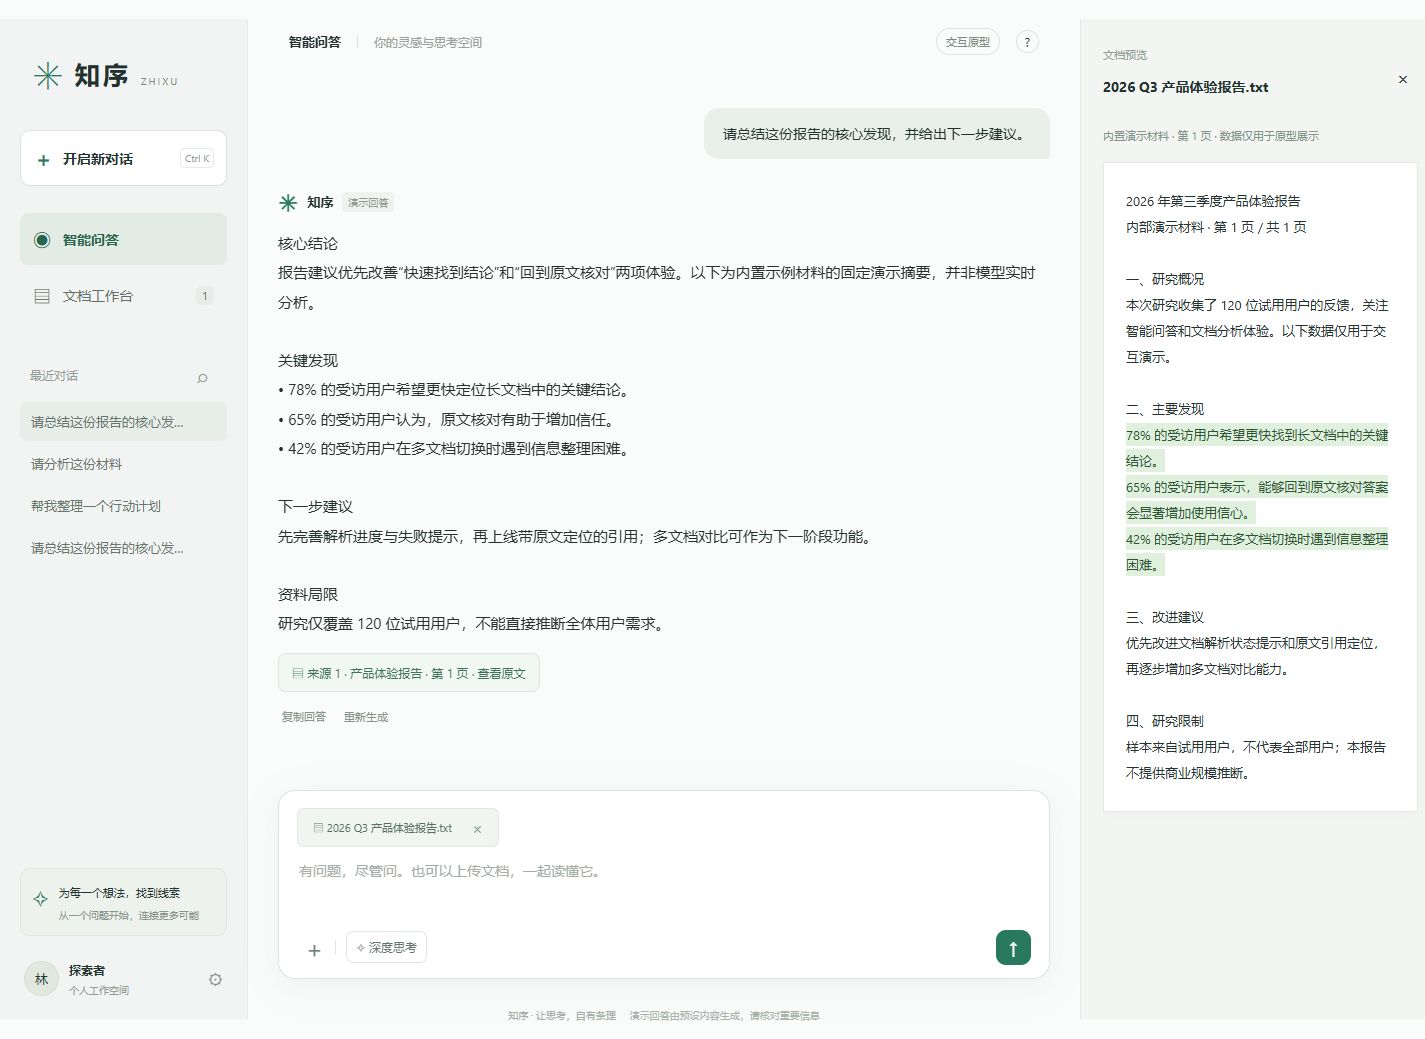 知序 ZHIXU
+ 开启新对话 Ctrl K
智能问答
文档工作台 1
最近对话
请总结这份报告的核心发...
请分析这份材料
帮我整理一个行动计划
请总结这份报告的核心发...
为每一个想法，找到线索
从一个问题开始，连接更多可能
林
探索者
个人工作空间
智能问答 你的灵感与思考空间
交互原型 ?
请总结这份报告的核心发现，并给出下一步建议。
知序 演示回答
核心结论
报告建议优先改善“快速找到结论”和“回到原文核对”两项体验。以下为内置示例材料的固定演示摘要，并非模型实时
分析。
关键发现
• 78% 的受访用户希望更快定位长文档中的关键结论。
• 65% 的受访用户认为，原文核对有助于增加信任。
• 42% 的受访用户在多文档切换时遇到信息整理困难。
下一步建议
先完善解析进度与失败提示，再上线带原文定位的引用；多文档对比可作为下一阶段功能。
资料局限
研究仅覆盖 120 位试用用户，不能直接推断全体用户需求。
来源 1 · 产品体验报告 · 第 1 页 · 查看原文
复制回答 重新生成
2026 Q3 产品体验报告.txt ×
有问题，尽管问。也可以上传文档，一起读懂它。
+ 深度思考 ↑
知序 · 让思考，自有条理 演示回答由预设内容生成，请核对重要信息
文档预览
2026 Q3 产品体验报告.txt ×
内置演示材料 · 第 1 页 · 数据仅用于原型展示
2026 年第三季度产品体验报告
内部演示材料 · 第 1 页 / 共 1 页
一、研究概况
本次研究收集了 120 位试用用户的反馈，关注
智能问答和文档分析体验。以下数据仅用于交
互演示。
二、主要发现
78% 的受访用户希望更快找到长文档中的关键
结论。
65% 的受访用户表示，能够回到原文核对答案
会显著增加使用信心。
42% 的受访用户在多文档切换时遇到信息整理
困难。
三、改进建议
优先改进文档解析状态提示和原文引用定位，
再逐步增加多文档对比能力。
四、研究限制
样本来自试用用户，不代表全部用户；本报告
不提供商业规模推断。